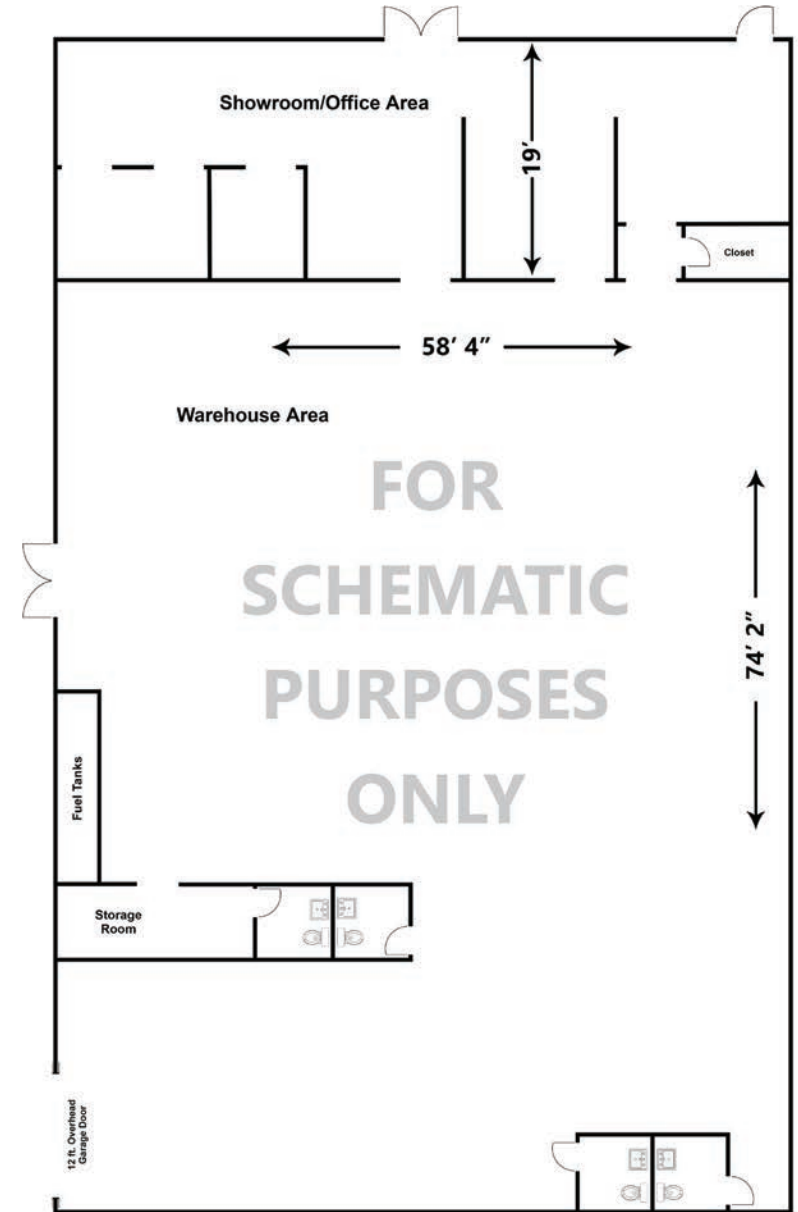 Showroom/Office Area
19’
Closet
58’ 4”
Warehouse Area
FOR
SCHEMATIC
PURPOSES
ONLY
74’ 2”
Fuel Tanks
Storage
Room
12 ft. Overhead
Garage Door